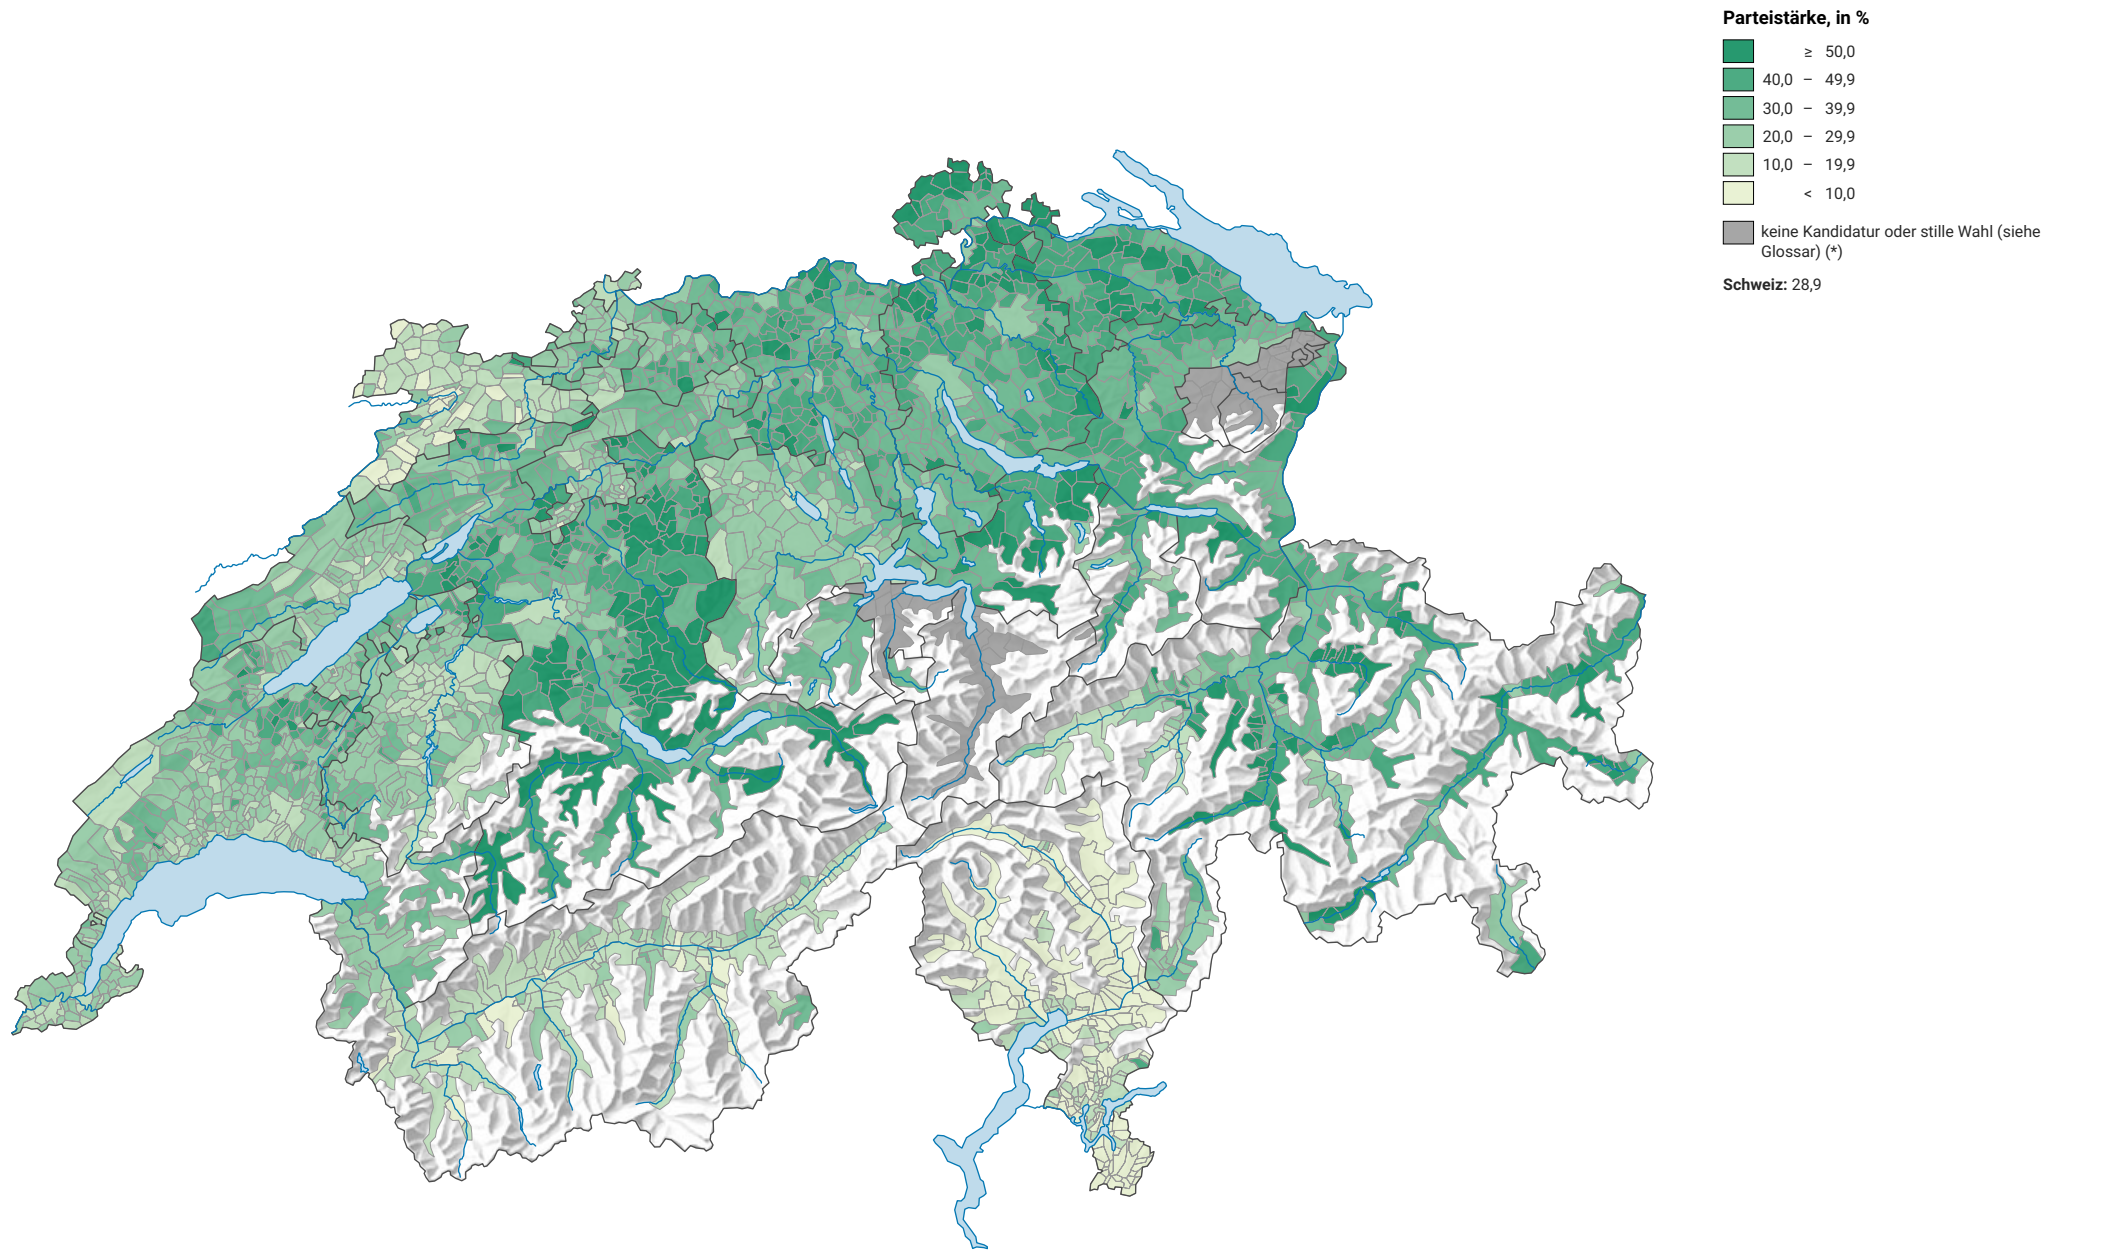 Parteistärke, in %
≥ 50,0
40,0 – 49,9
30,0 – 39,9
20,0 – 29,9
10,0 – 19,9
< 10,0
keine Kandidatur oder stille Wahl (siehe
Glossar) (*)
Schweiz: 28,9